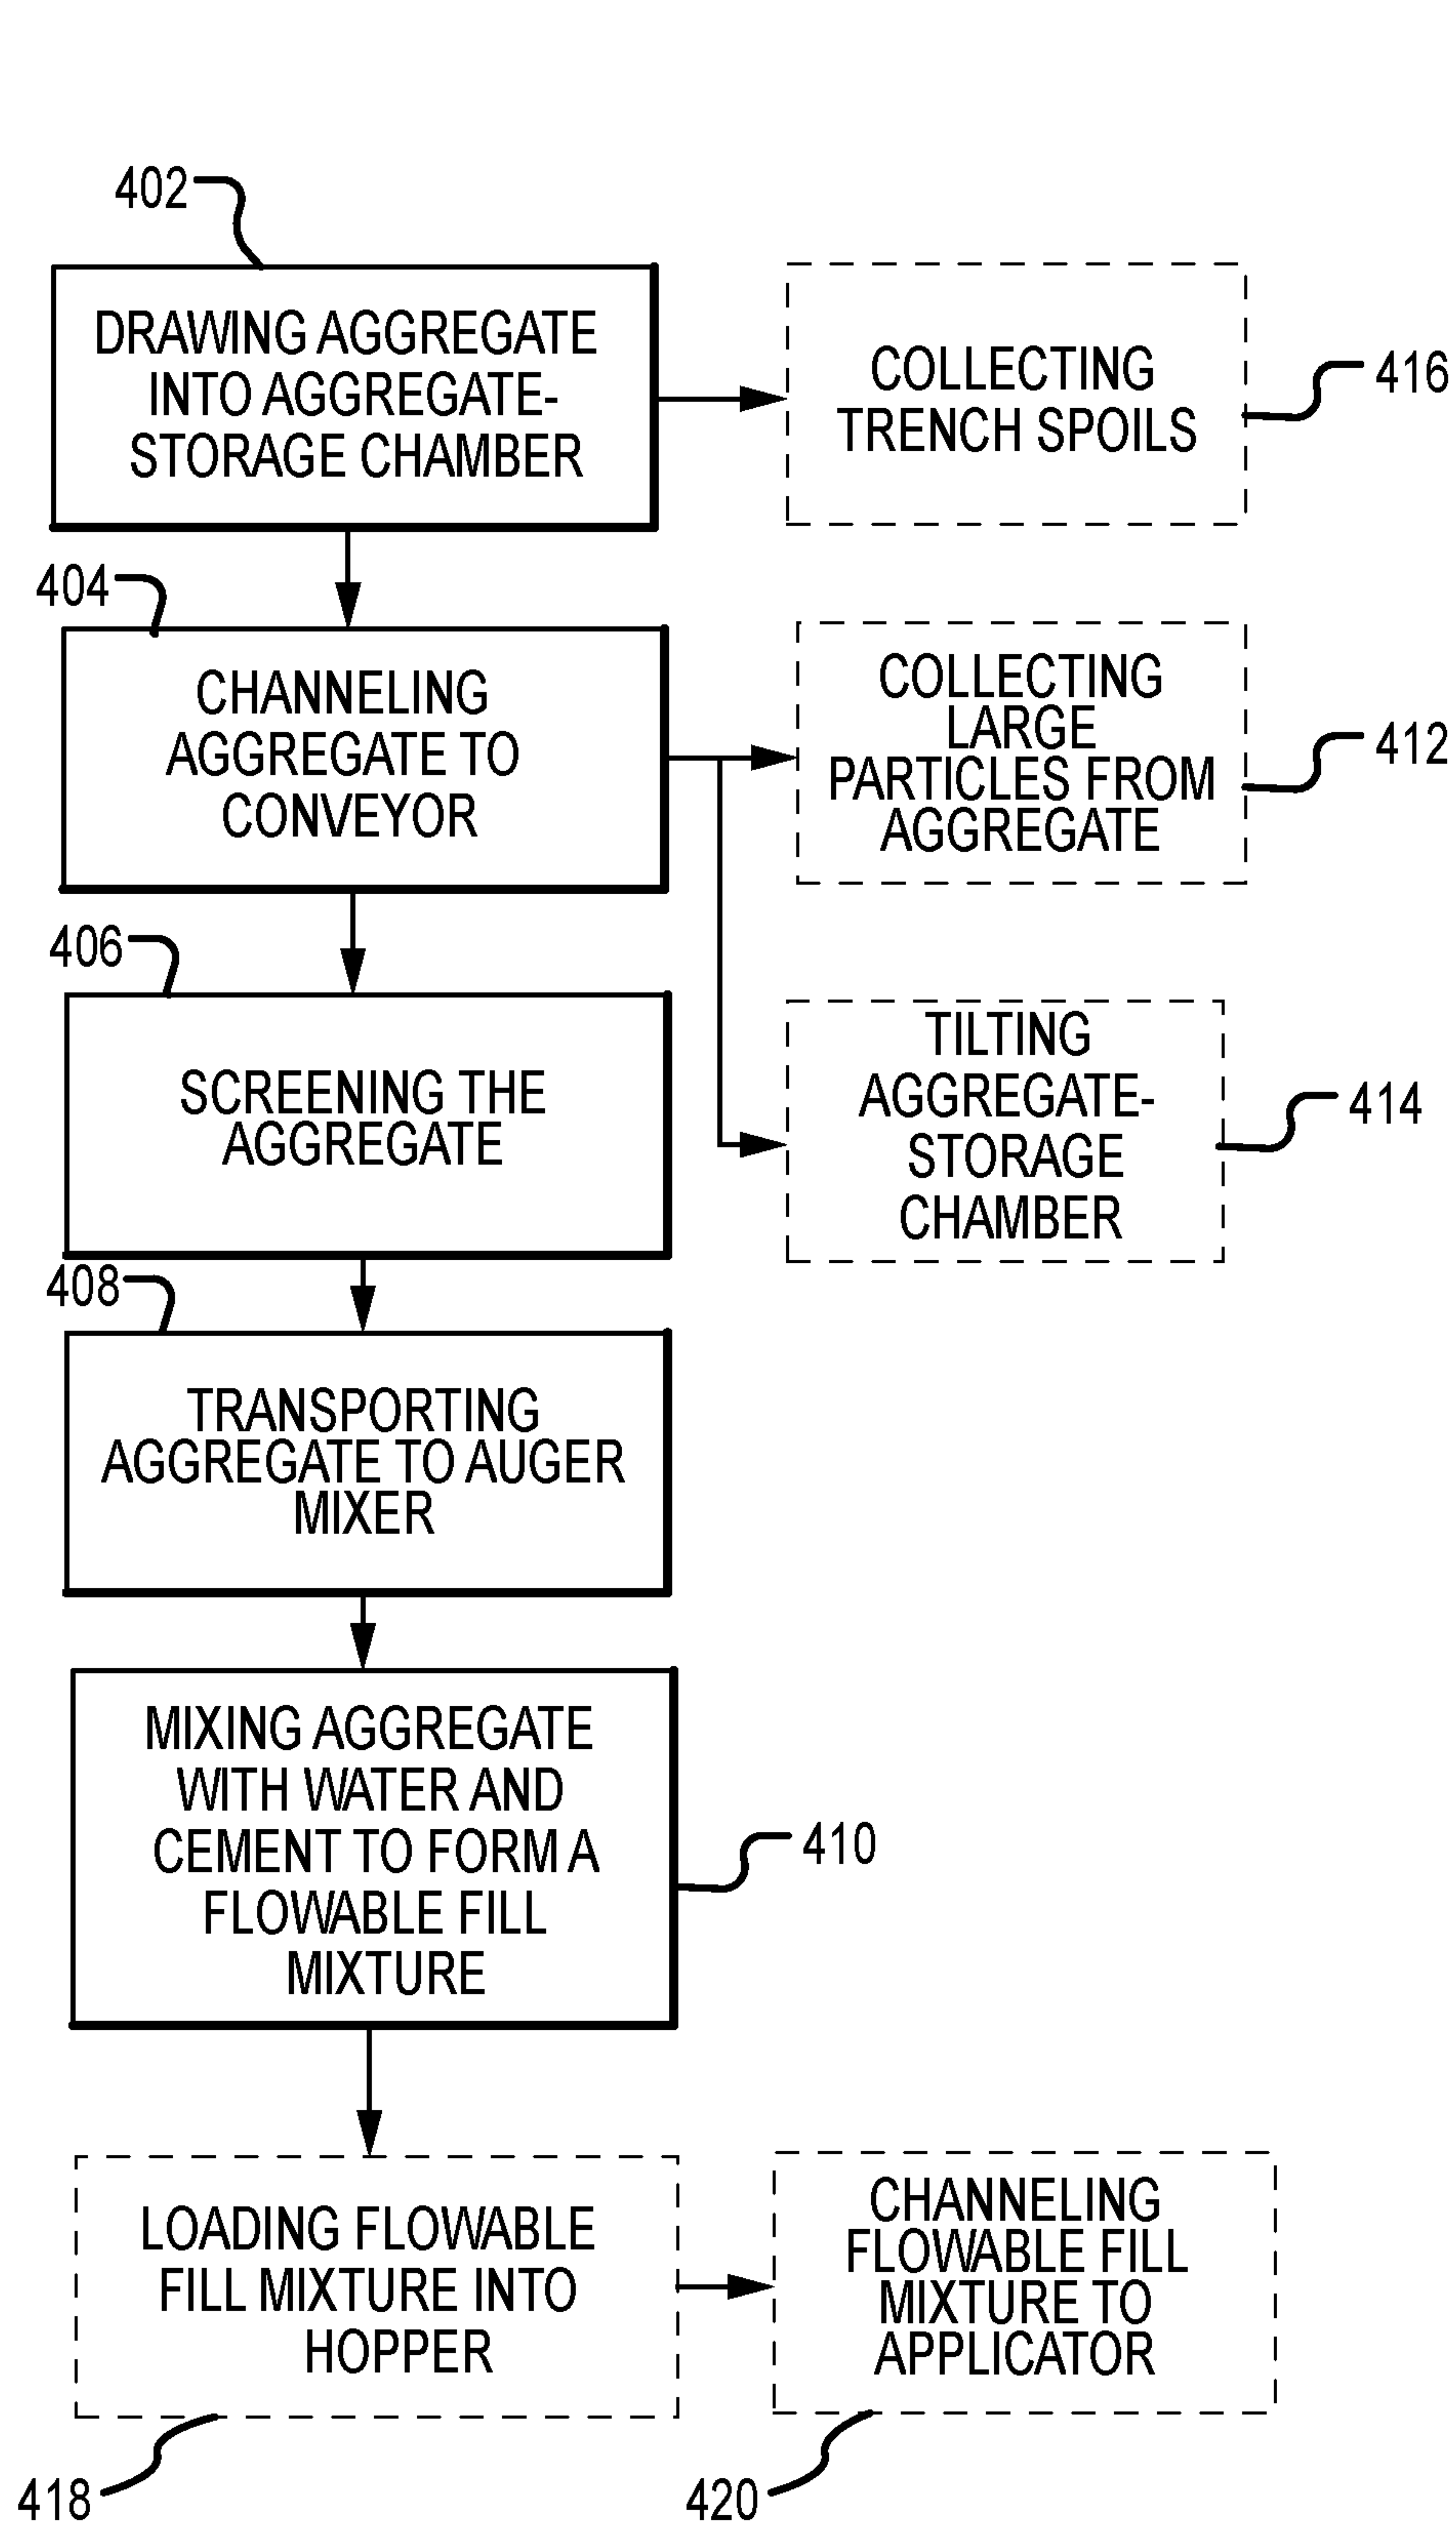 402
DRAWING AGGREGATE
INTO AGGREGATE-
STORAGE CHAMBER
COLLECTING
TRENCH SPOILS
416
404
CHANNELING
AGGREGATE TO
CONVEYOR
COLLECTING
LARGE
PARTICLES FROM
AGGREGATE
412
406
SCREENING THE
AGGREGATE
TILTING
AGGREGATE-
STORAGE
CHAMBER
414
408
TRANSPORTING
AGGREGATE TO AUGER
MIXER
MIXING AGGREGATE
WITH WATER AND
CEMENT TO FORM A
FLOWABLE FILL
MIXTURE
410
LOADING FLOWABLE
FILL MIXTURE INTO
HOPPER
418
CHANNELING
FLOWABLE FILL
MIXTURE TO
APPLICATOR
420